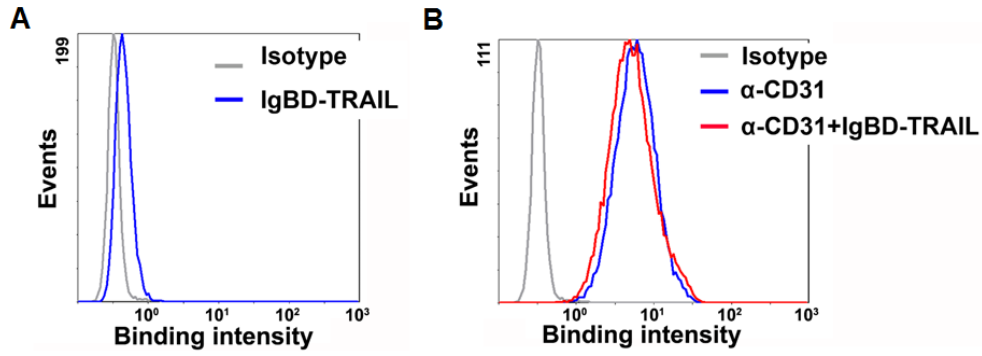 A
199
Events
Isotype
IgBD-TRAIL
10⁰ 10¹ 10² 10³
Binding intensity
B
111
Events
Isotype
α-CD31
α-CD31+IgBD-TRAIL
10⁰ 10¹ 10² 10³
Binding intensity